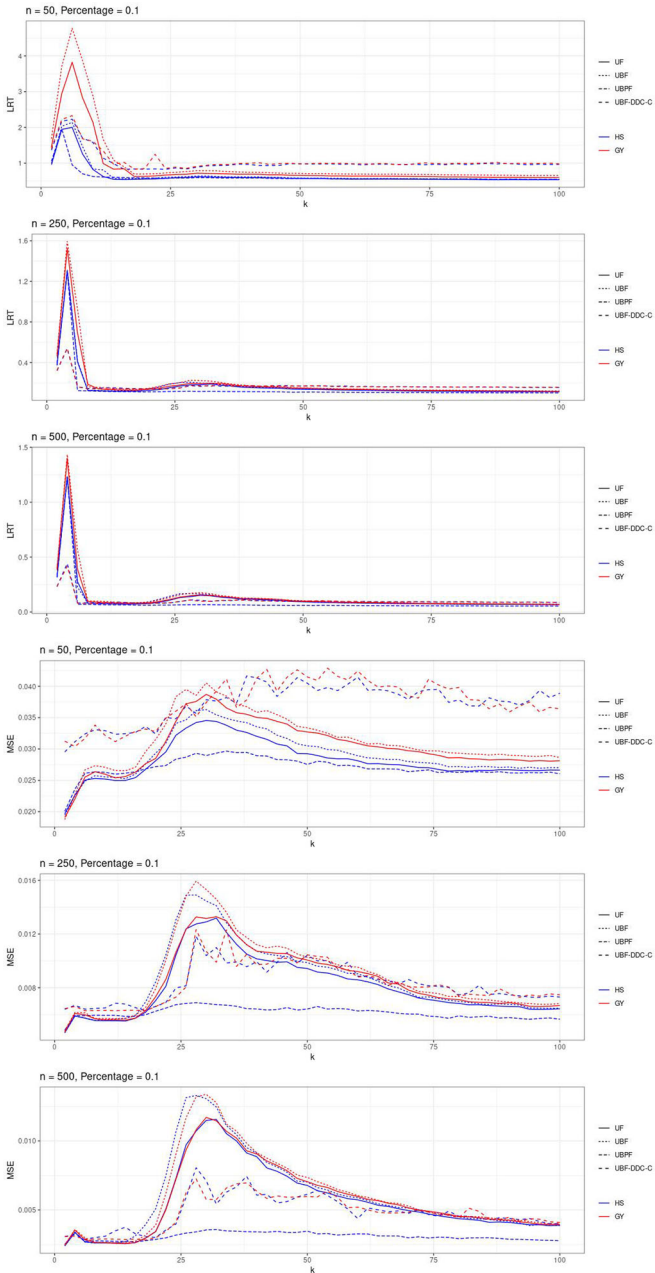 n = 50, Percentage = 0.1
LRT
4
3
2
1
0
25
50
75
100
k
UF
UBF
UBPF
UBF-DDC-C
HS
GY
n = 250, Percentage = 0.1
LRT
1.6
1.2
0.8
0.4
0
25
50
75
100
k
UF
UBF
UBPF
UBF-DDC-C
HS
GY
n = 500, Percentage = 0.1
LRT
1.5
1.0
0.5
0.0
0
25
50
75
100
k
UF
UBF
UBPF
UBF-DDC-C
HS
GY
n = 50, Percentage = 0.1
MSE
0.040
0.035
0.030
0.025
0.020
0
25
50
75
100
k
UF
UBF
UBPF
UBF-DDC-C
HS
GY
n = 250, Percentage = 0.1
MSE
0.016
0.012
0.008
0
25
50
75
100
k
UF
UBF
UBPF
UBF-DDC-C
HS
GY
n = 500, Percentage = 0.1
MSE
0.010
0.005
0
25
50
75
100
k
UF
UBF
UBPF
UBF-DDC-C
HS
GY